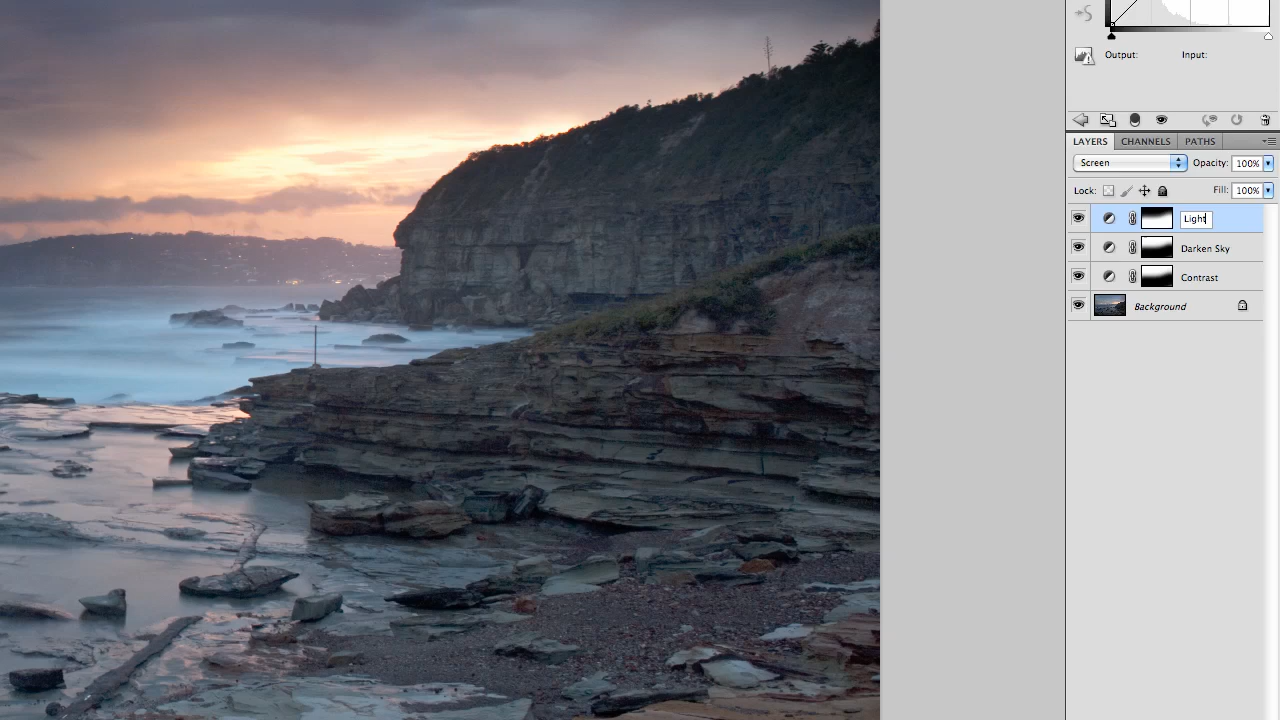 Output: Input:
LAYERS CHANNELS PATHS
Screen Opacity: 100%
Lock: Fill: 100%
Light
Darken Sky
Contrast
Background